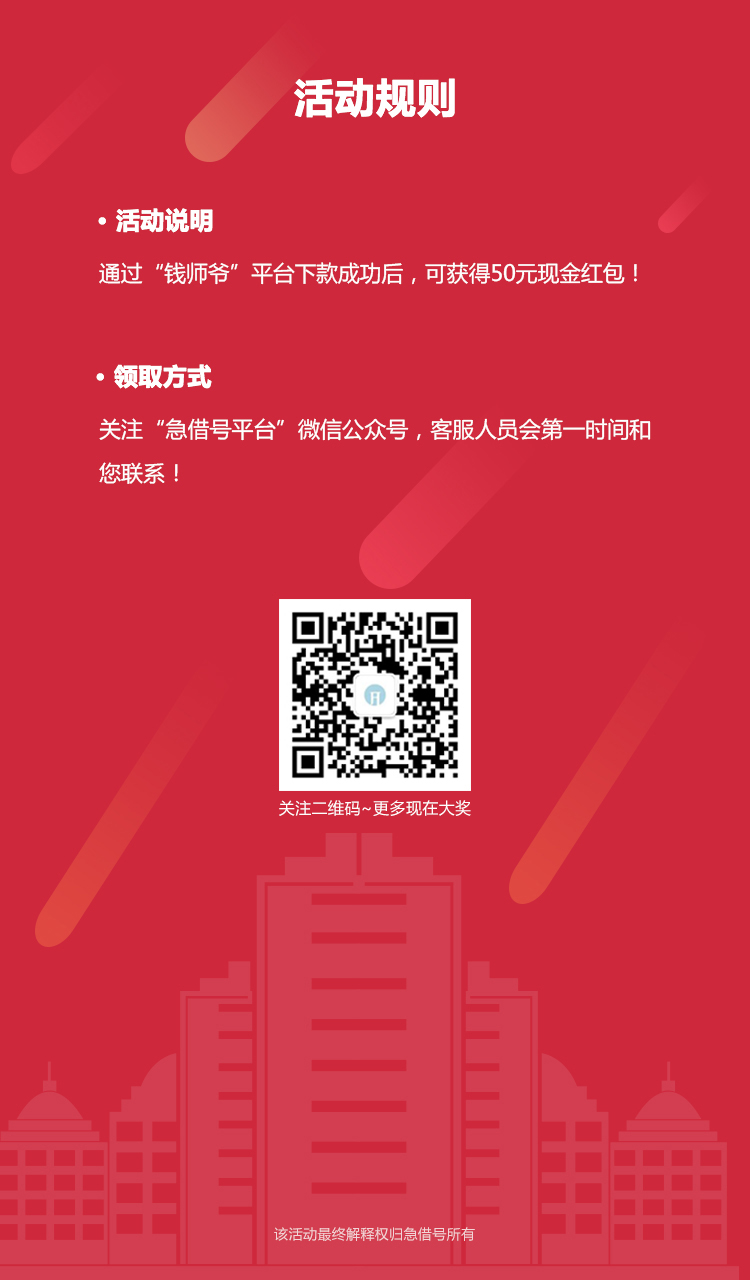 活动规则
• 活动说明
通过“钱师爷”平台下款成功后，可获得50元现金红包！
• 领取方式
关注“急借号平台”微信公众号，客服人员会第一时间和
您联系！
关注二维码~更多现在大奖
该活动最终解释权归急借号所有